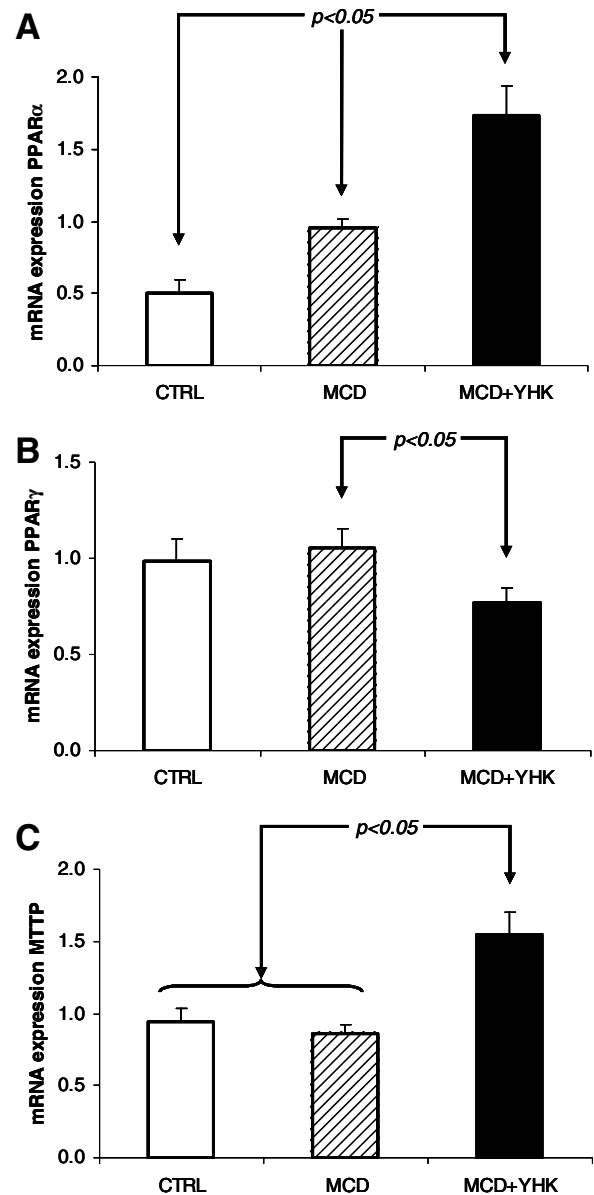 A
p<0.05
mRNA expression PPARα
2.0
1.5
1.0
0.5
0.0
CTRL MCD MCD+YHK
B
p<0.05
mRNA expression PPARγ
1.5
1.0
0.5
0.0
CTRL MCD MCD+YHK
C
p<0.05
mRNA expression MTTP
2.0
1.5
1.0
0.5
0.0
CTRL MCD MCD+YHK